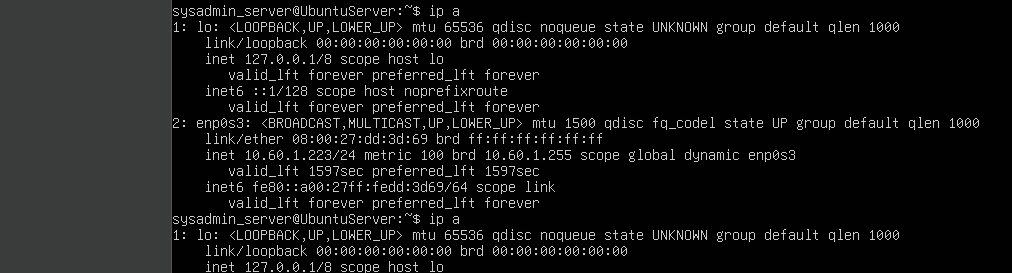 sysadmin_server@UbuntuServer:~$ ip a
1: lo: <LOOPBACK,UP,LOWER_UP> mtu 65536 qdisc noqueue state UNKNOWN group default qlen 1000
    link/loopback 00:00:00:00:00:00 brd 00:00:00:00:00:00
    inet 127.0.0.1/8 scope host lo
       valid_lft forever preferred_lft forever
    inet6 ::1/128 scope host noprefixroute
       valid_lft forever preferred_lft forever
2: enp0s3: <BROADCAST,MULTICAST,UP,LOWER_UP> mtu 1500 qdisc fq_codel state UP group default qlen 1000
    link/ether 08:00:27:dd:3d:69 brd ff:ff:ff:ff:ff:ff
    inet 10.60.1.223/24 metric 100 brd 10.60.1.255 scope global dynamic enp0s3
       valid_lft 1597sec preferred_lft 1597sec
    inet6 fe80::a00:27ff:fedd:3d69/64 scope link
       valid_lft forever preferred_lft forever
sysadmin_server@UbuntuServer:~$ ip a
1: lo: <LOOPBACK,UP,LOWER_UP> mtu 65536 qdisc noqueue state UNKNOWN group default qlen 1000
    link/loopback 00:00:00:00:00:00 brd 00:00:00:00:00:00
    inet 127.0.0.1/8 scope host lo